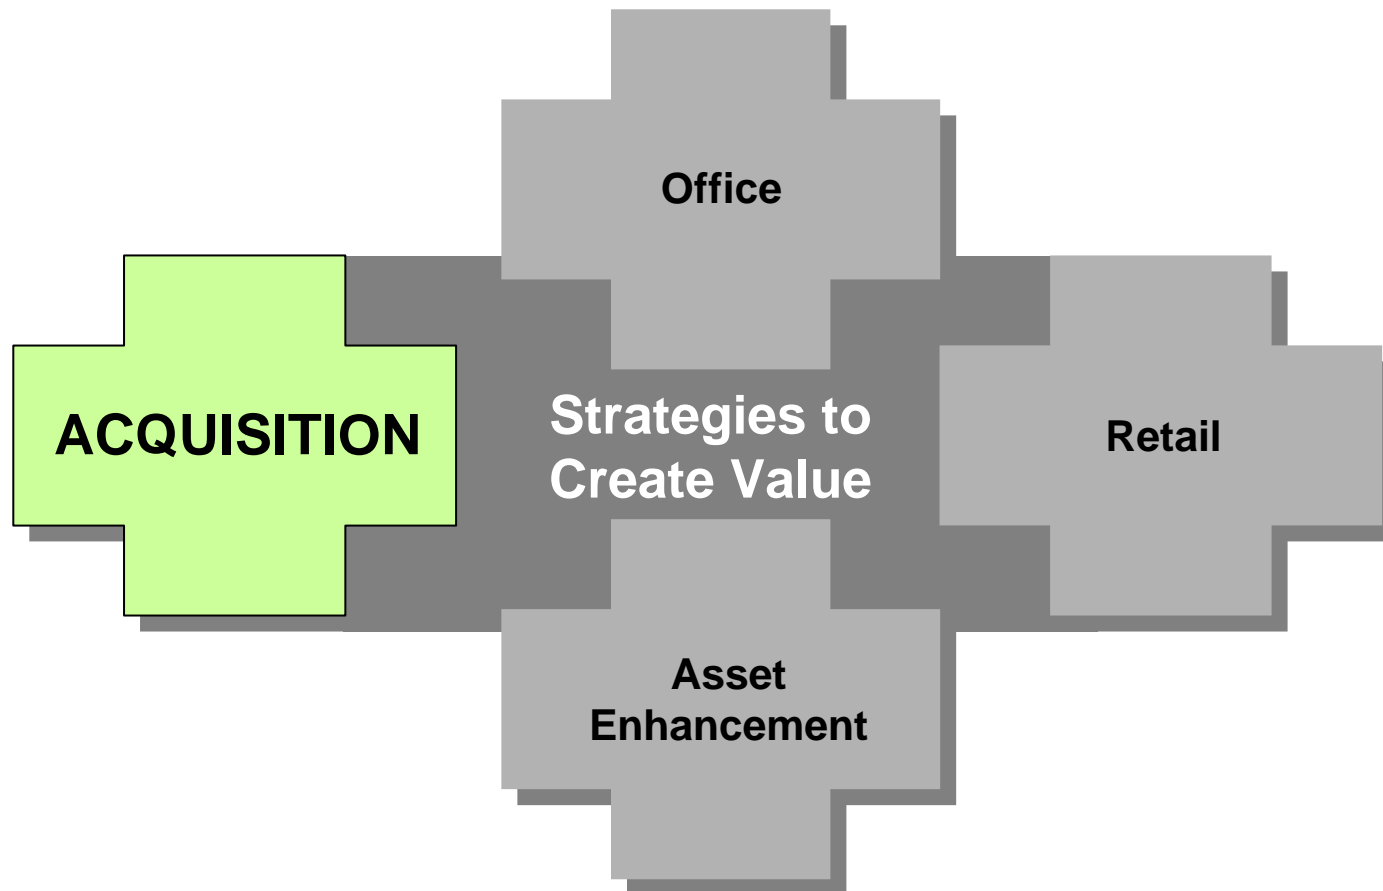 Office
ACQUISITION
Strategies to
Create Value
Retail
Asset
Enhancement